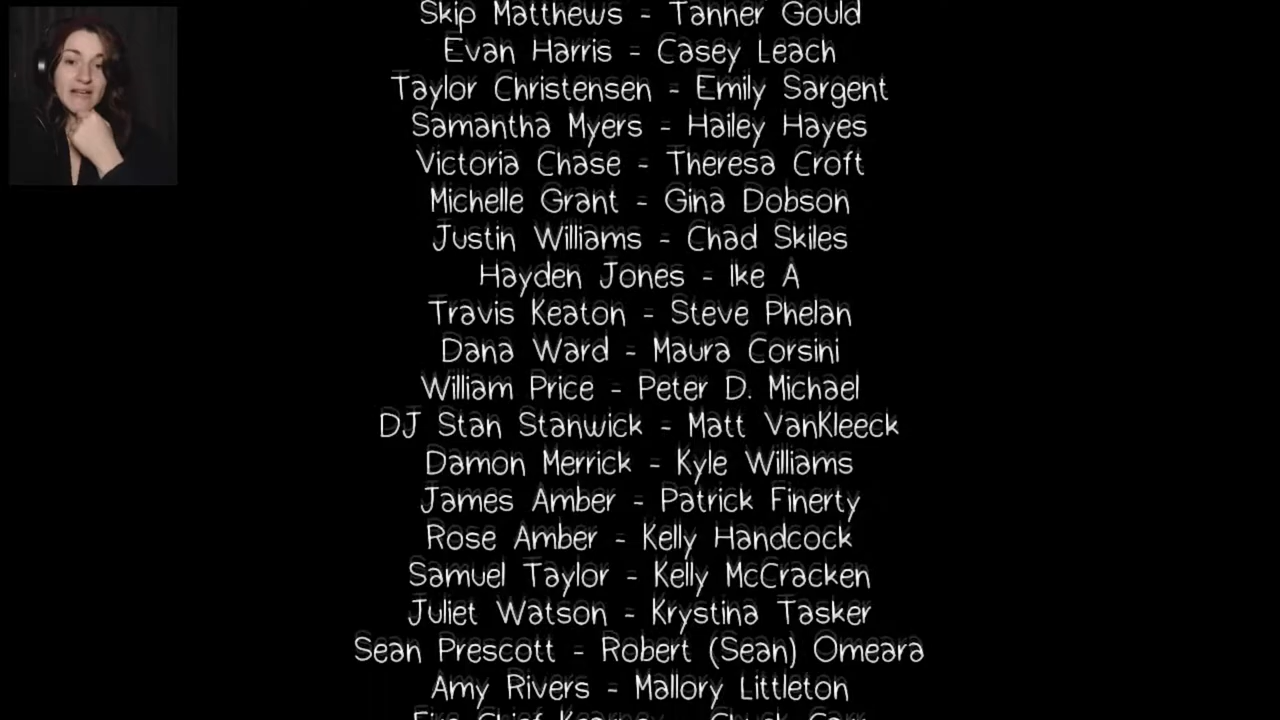 Skip Matthews - Tanner Gould
Evan Harris - Casey Leach
Taylor Christensen - Emily Sargent
Samantha Myers - Hailey Hayes
Victoria Chase - Theresa Croft
Michelle Grant - Gina Dobson
Justin Williams - Chad Skiles
Hayden Jones - Ike A
Travis Keaton - Steve Phelan
Dana Ward - Maura Corsini
William Price - Peter D. Michael
DJ Stan Stanwick - Matt VanKleeck
Damon Merrick - Kyle Williams
James Amber - Patrick Finerty
Rose Amber - Kelly Handcock
Samuel Taylor - Kelly McCracken
Juliet Watson - Krystina Tasker
Sean Prescott - Robert (Sean) Omeara
Amy Rivers - Mallory Littleton
Fire Chief Kearney - Chuck